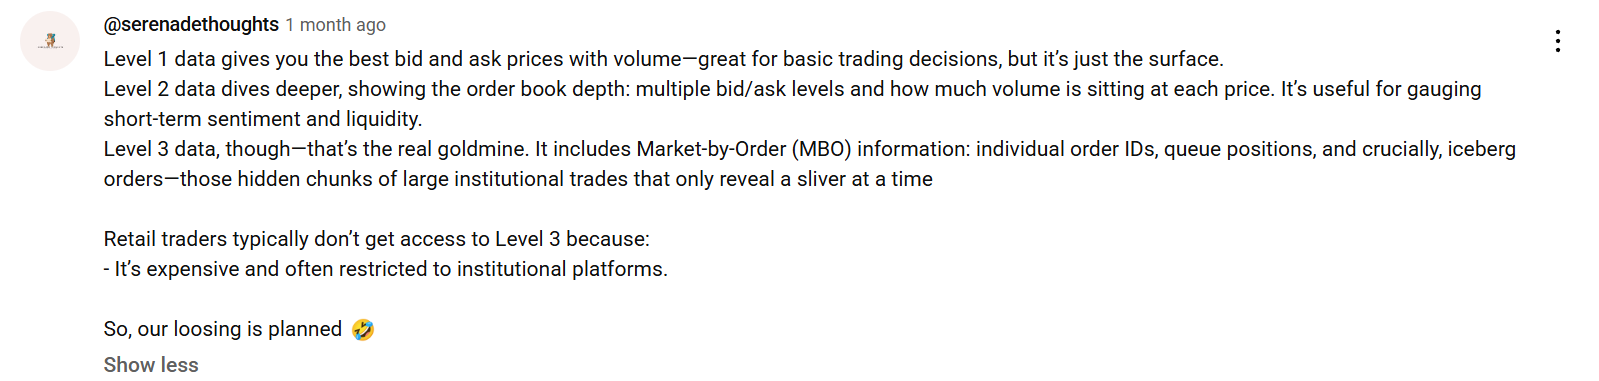 @serenadethoughts 1 month ago
Level 1 data gives you the best bid and ask prices with volume—great for basic trading decisions, but it’s just the surface.
Level 2 data dives deeper, showing the order book depth: multiple bid/ask levels and how much volume is sitting at each price. It’s useful for gauging
short-term sentiment and liquidity.
Level 3 data, though—that’s the real goldmine. It includes Market-by-Order (MBO) information: individual order IDs, queue positions, and crucially, iceberg
orders—those hidden chunks of large institutional trades that only reveal a sliver at a time
Retail traders typically don’t get access to Level 3 because:
- It’s expensive and often restricted to institutional platforms.
So, our loosing is planned 🤣
Show less